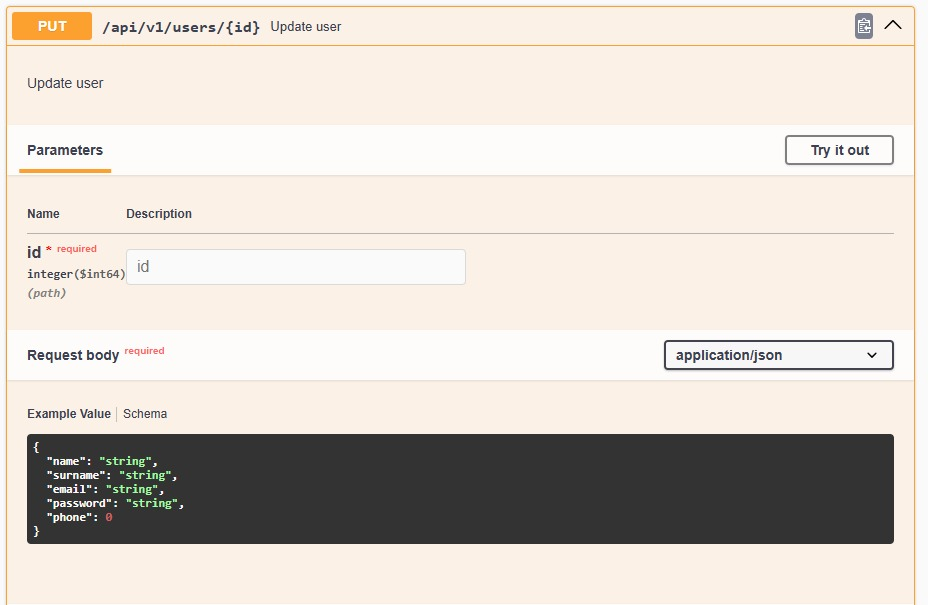 PUT /api/v1/users/{id} Update user
Update user
Parameters Try it out
Name Description
id * required
integer($int64) id
(path)
Request body required application/json
Example Value Schema
{
  "name": "string",
  "surname": "string",
  "email": "string",
  "password": "string",
  "phone": 0
}